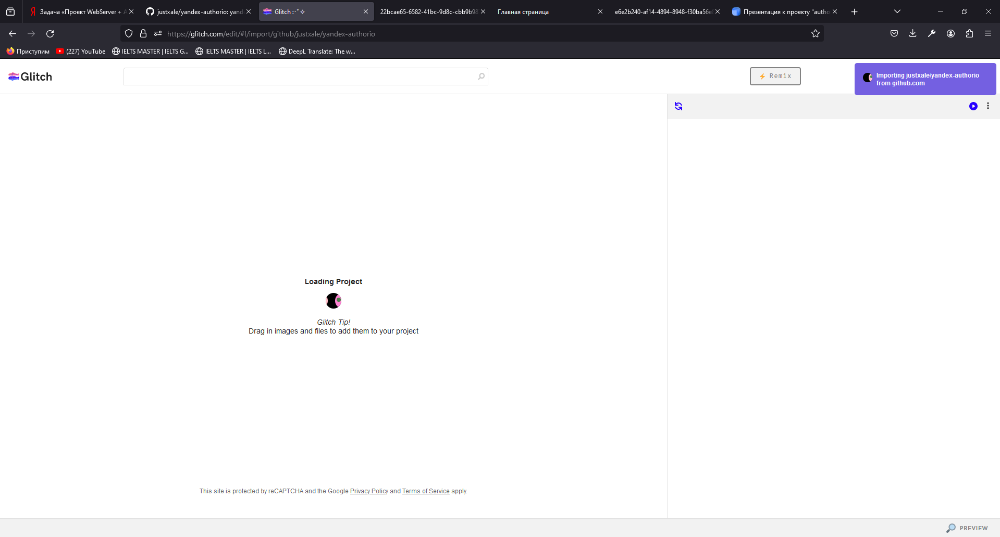 Задача «Проект WebServer + A
justxale/yandex-authorio: yand
Glitch :·ﾟ✧
22bcae65-6582-41bc-9d8c-cbb9b98
Главная страница
e6e2b240-af14-4894-8948-f30ba56e
Презентация к проекту "autho
https://glitch.com/edit/#!/import/github/justxale/yandex-authorio
Приступим
(227) YouTube
IELTS MASTER | IELTS G...
IELTS MASTER | IELTS L...
DeepL Translate: The w...
Glitch
Remix
Importing justxale/yandex-authorio
from github.com
Loading Project
Glitch Tip!
Drag in images and files to add them to your project
This site is protected by reCAPTCHA and the Google Privacy Policy and Terms of Service apply.
PREVIEW